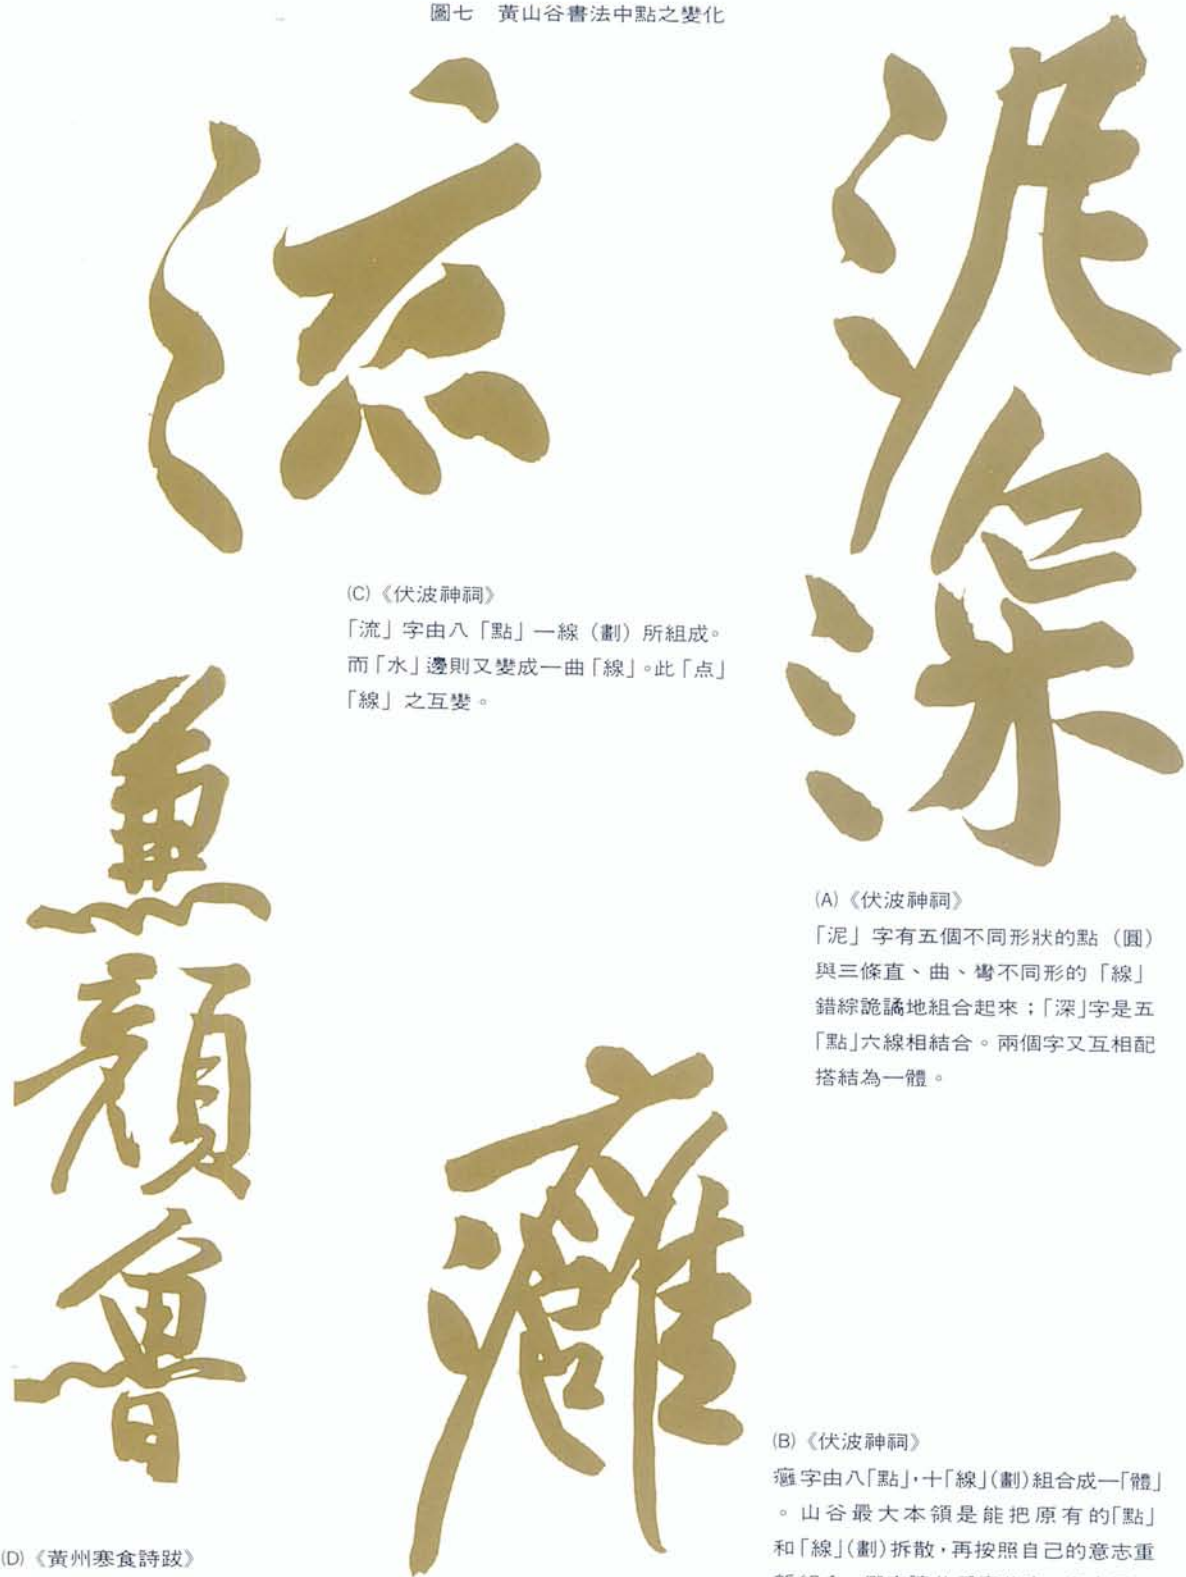 圖七　黃山谷書法中點之變化
泥
深
(A)《伏波神祠》
「泥」字有五個不同形狀的點（圓）
與三條直、曲、彎不同形的「線」
錯綜詭譎地組合起來；「深」字是五
「點」六線相結合。兩個字又互相配
搭結為一體。
流
(C)《伏波神祠》
「流」字由八「點」一線（劃）所組成。
而「水」邊則又變成一曲「線」。此「点」
「線」之互變。
兼
顏
魯
(D)《黃州寒食詩跋》
(B)《伏波神祠》
字由八「點」，十「線」(劃)組合成一「體」
。山谷最大本領是能把原有的「點」
和「線」(劃)拆散，再按照自己的意志重